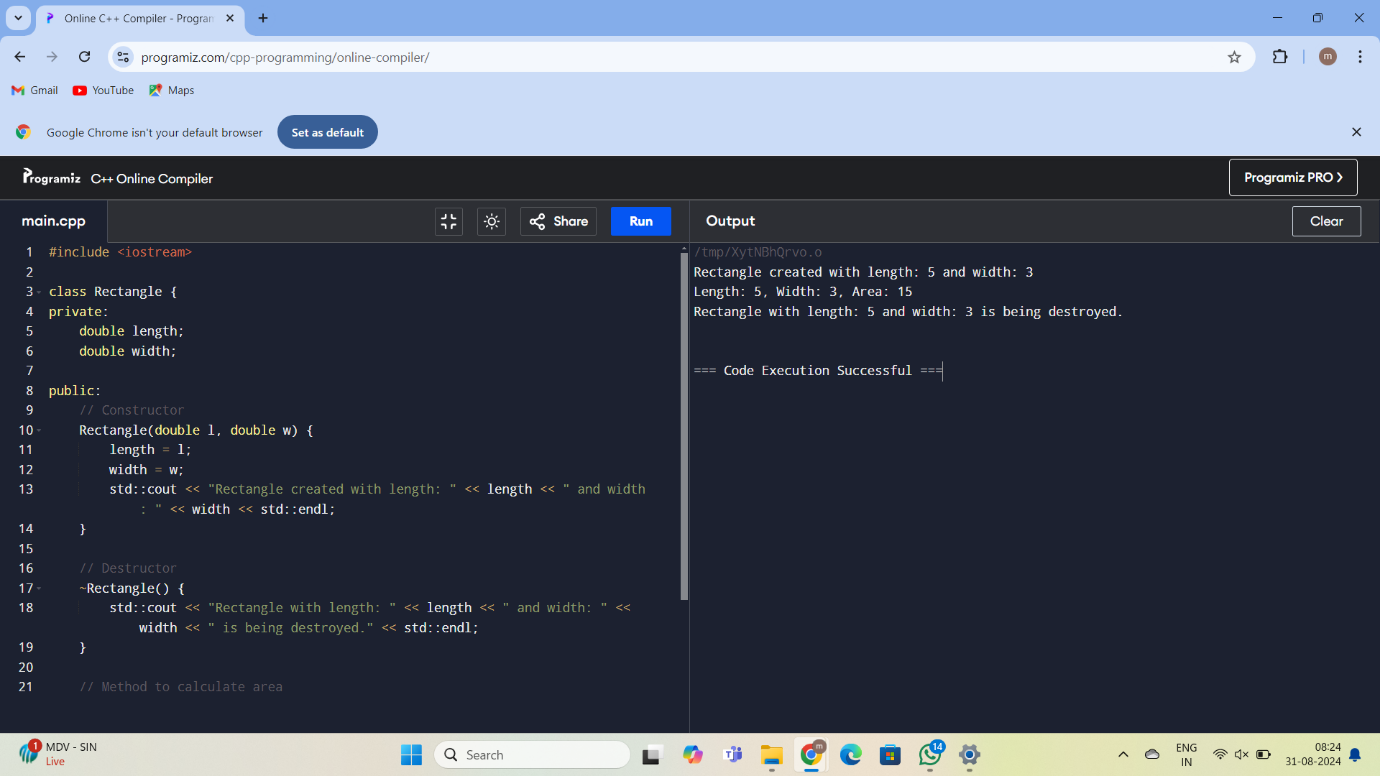 Online C++ Compiler - Program
programiz.com/cpp-programming/online-compiler/
m
Gmail YouTube Maps
Google Chrome isn't your default browser Set as default
Programiz C++ Online Compiler Programiz PRO >
main.cpp Share Run
1 #include <iostream>
2
3 class Rectangle {
4 private:
5 double length;
6 double width;
7
8 public:
9 // Constructor
10 Rectangle(double l, double w) {
11 length = l;
12 width = w;
13 std::cout << "Rectangle created with length: " << length << " and width
: " << width << std::endl;
14 }
15
16 // Destructor
17 ~Rectangle() {
18 std::cout << "Rectangle with length: " << length << " and width: " <<
width << " is being destroyed." << std::endl;
19 }
20
21 // Method to calculate area
Output Clear
/tmp/XytNBhQrvo.o
Rectangle created with length: 5 and width: 3
Length: 5, Width: 3, Area: 15
Rectangle with length: 5 and width: 3 is being destroyed.
=== Code Execution Successful ===
1 MDV - SIN
Live
Search
m
14
ENG
IN
08:24
31-08-2024